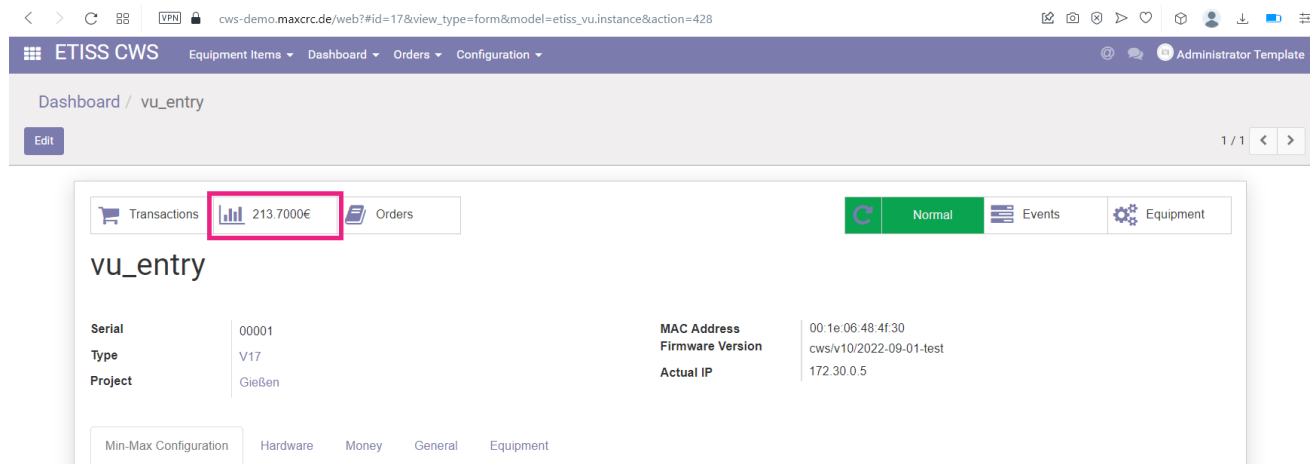 VPN cws-demo.maxcrc.de/web?#id=17&view_type=form&model=etiss_vu.instance&action=428
ETISS CWS Equipment Items Dashboard Orders Configuration @ Administrator Template
Dashboard / vu_entry
Edit 1 / 1
Transactions 213.7000€ Orders Normal Events Equipment
vu_entry
Serial 00001 MAC Address 00:1e:06:48:4f:30
Type V17 Firmware Version cws/v10/2022-09-01-test
Project Gießen Actual IP 172.30.0.5
Min-Max Configuration Hardware Money General Equipment